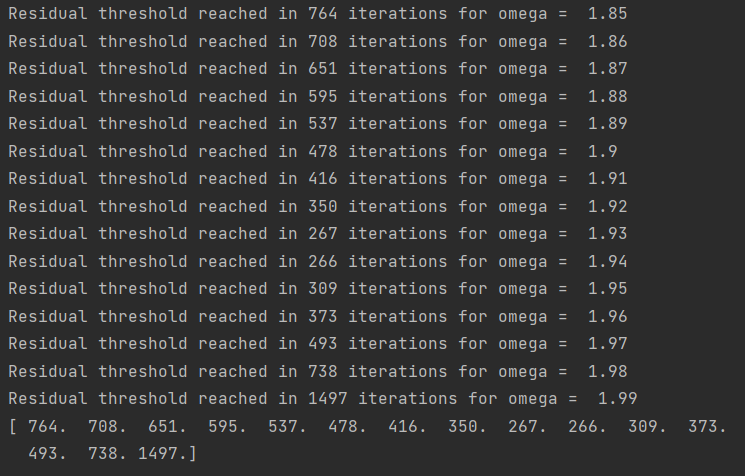 Residual threshold reached in 764 iterations for omega =  1.85
Residual threshold reached in 708 iterations for omega =  1.86
Residual threshold reached in 651 iterations for omega =  1.87
Residual threshold reached in 595 iterations for omega =  1.88
Residual threshold reached in 537 iterations for omega =  1.89
Residual threshold reached in 478 iterations for omega =  1.9
Residual threshold reached in 416 iterations for omega =  1.91
Residual threshold reached in 350 iterations for omega =  1.92
Residual threshold reached in 267 iterations for omega =  1.93
Residual threshold reached in 266 iterations for omega =  1.94
Residual threshold reached in 309 iterations for omega =  1.95
Residual threshold reached in 373 iterations for omega =  1.96
Residual threshold reached in 493 iterations for omega =  1.97
Residual threshold reached in 738 iterations for omega =  1.98
Residual threshold reached in 1497 iterations for omega =  1.99
[ 764.  708.  651.  595.  537.  478.  416.  350.  267.  266.  309.  373.
  493.  738. 1497.]